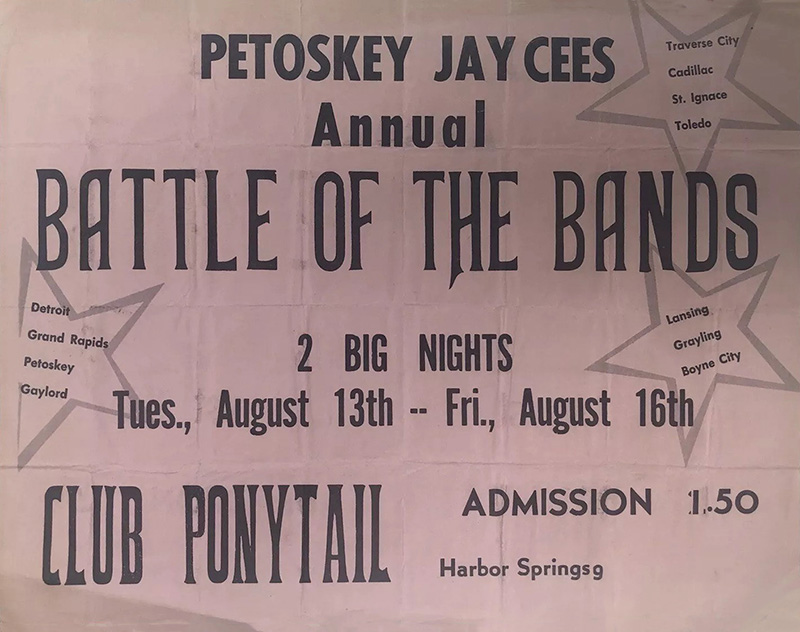 PETOSKEY JAYCEES
Annual
BATTLE OF THE BANDS
Traverse City
Cadillac
St. Ignace
Toledo
Detroit
Grand Rapids
Petoskey
Gaylord
Lansing
Grayling
Boyne City
2 BIG NIGHTS
Tues., August 13th -- Fri., August 16th
CLUB PONYTAIL
ADMISSION 1.50
Harbor Springsg